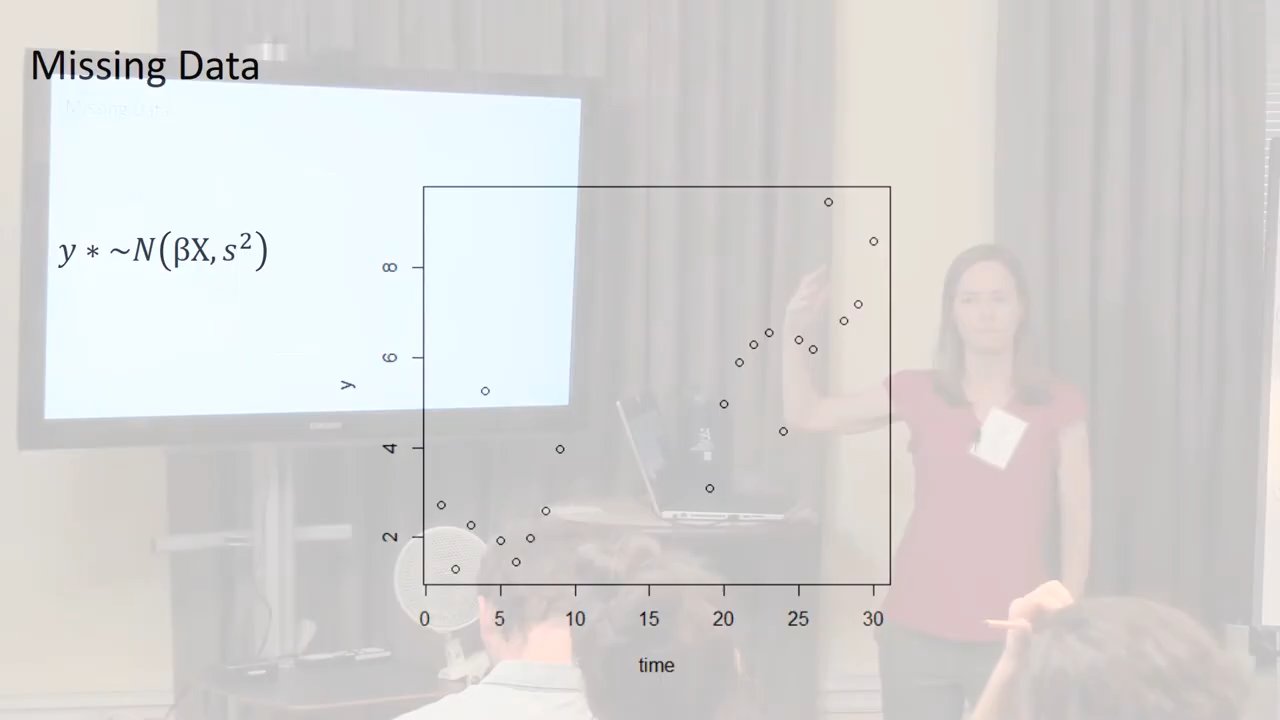 Missing Data
Missing Data
y * ~N(βX, s²)
8
6
4
2
y
0 5 10 15 20 25 30
time